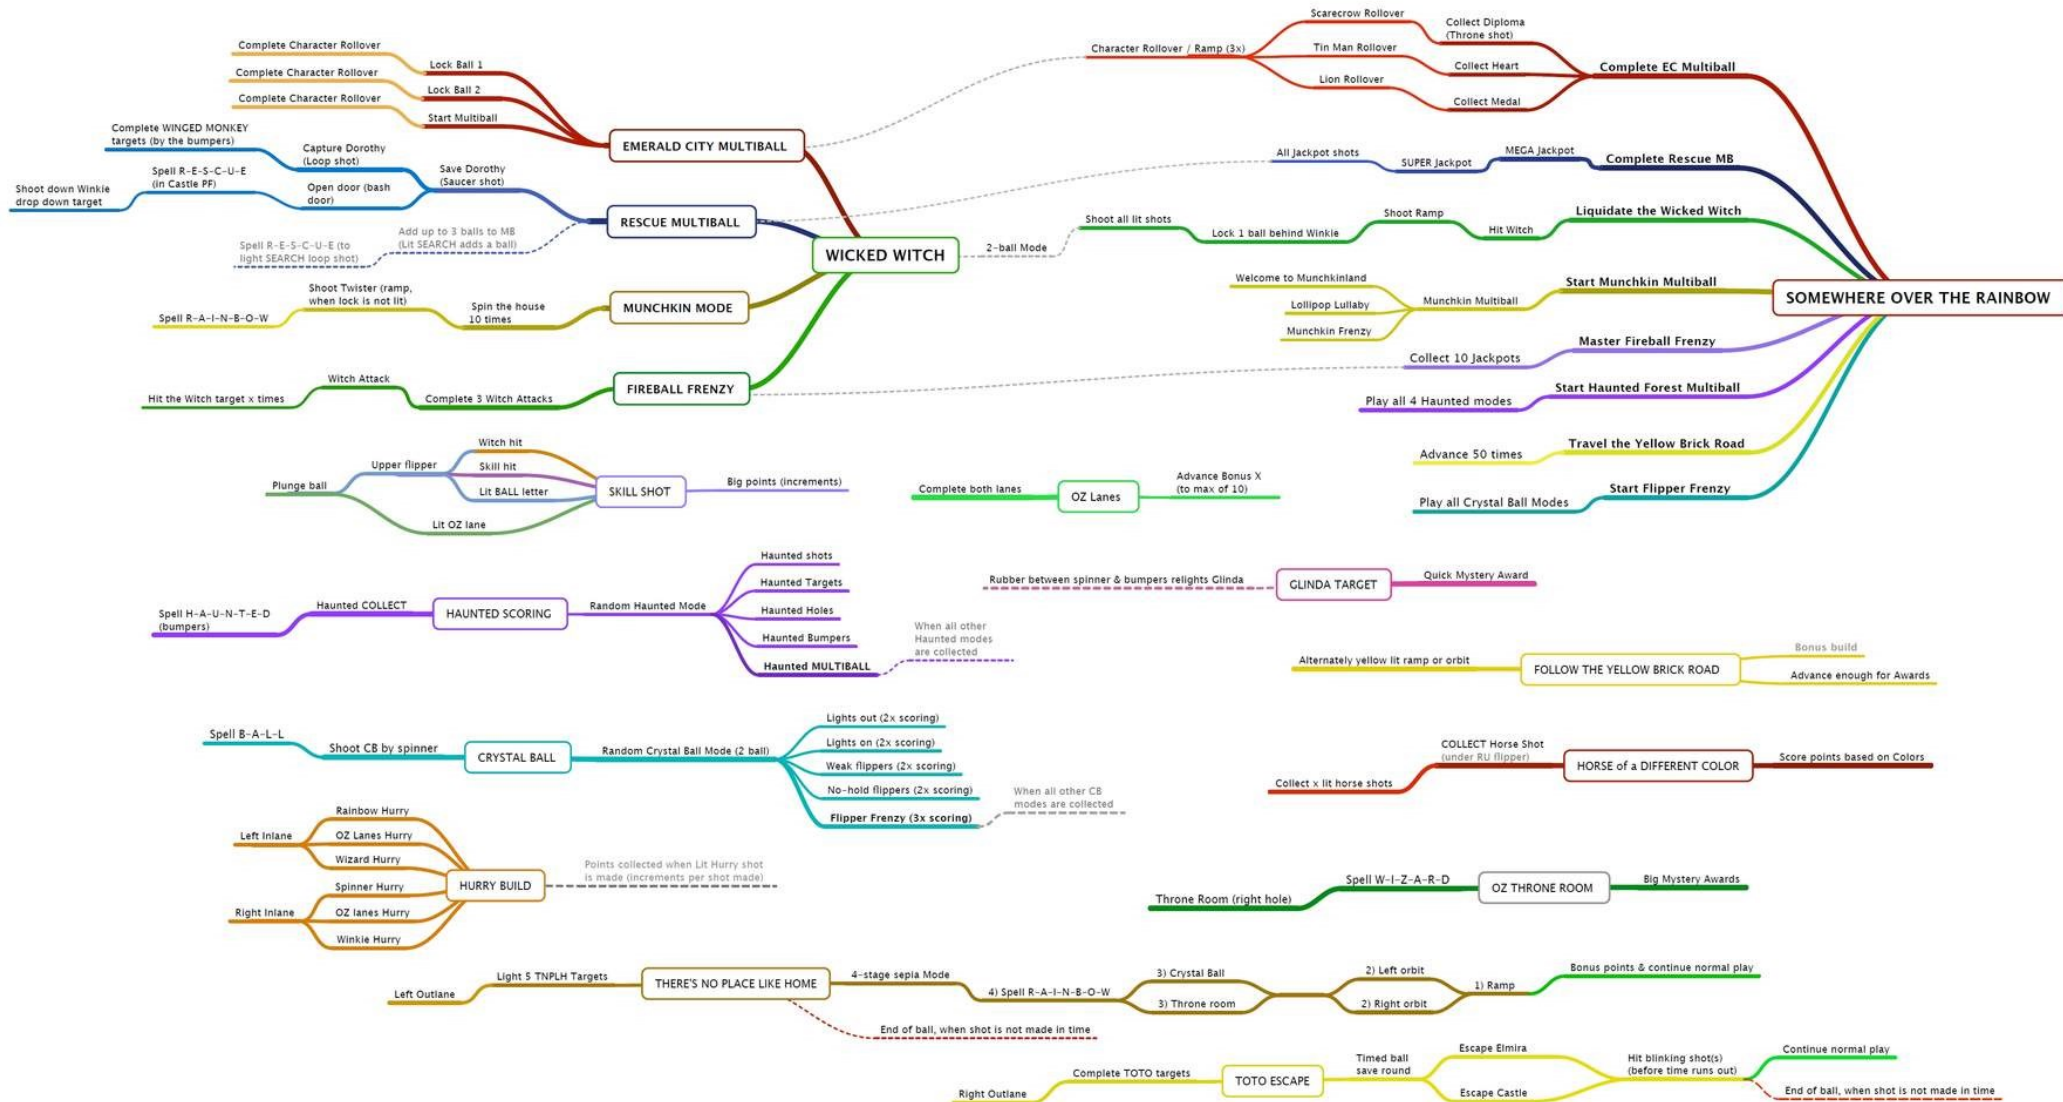 Complete Character Rollover
Lock Ball 1
Complete Character Rollover
Lock Ball 2
Complete Character Rollover
Start Multiball
EMERALD CITY MULTIBALL
Complete WINGED MONKEY
targets (by the bumpers)
Capture Dorothy
(Loop shot)
Save Dorothy
(Saucer shot)
Shoot down Winkie
drop down target
Spell R-E-S-C-U-E
(in Castle PF)
Open door (bash
door)
RESCUE MULTIBALL
Spell R-E-S-C-U-E (to
light SEARCH loop shot)
Add up to 3 balls to MB
(Lit SEARCH adds a ball)
WICKED WITCH
Spell R-A-I-N-B-O-W
Shoot Twister (ramp,
when lock is not lit)
Spin the house
10 times
MUNCHKIN MODE
Hit the Witch target x times
Witch Attack
Complete 3 Witch Attacks
FIREBALL FRENZY
Character Rollover / Ramp (3x)
Scarecrow Rollover
Collect Diploma
(Throne shot)
Tin Man Rollover
Collect Heart
Lion Rollover
Collect Medal
Complete EC Multiball
All Jackpot shots
SUPER Jackpot
MEGA Jackpot
Complete Rescue MB
2-ball Mode
Shoot all lit shots
Lock 1 ball behind Winkie
Shoot Ramp
Hit Witch
Liquidate the Wicked Witch
Welcome to Munchkinland
Lollipop Lullaby
Munchkin Frenzy
Munchkin Multiball
Start Munchkin Multiball
SOMEWHERE OVER THE RAINBOW
Collect 10 Jackpots
Master Fireball Frenzy
Play all 4 Haunted modes
Start Haunted Forest Multiball
Advance 50 times
Travel the Yellow Brick Road
Play all Crystal Ball Modes
Start Flipper Frenzy
Plunge ball
Upper flipper
Witch hit
Skill hit
Lit BALL letter
Lit OZ lane
SKILL SHOT
Big points (increments)
Complete both lanes
OZ Lanes
Advance Bonus X
(to max of 10)
Spell H-A-U-N-T-E-D
(bumpers)
Haunted COLLECT
HAUNTED SCORING
Random Haunted Mode
Haunted shots
Haunted Targets
Haunted Holes
Haunted Bumpers
Haunted MULTIBALL
When all other
Haunted modes
are collected
Rubber between spinner & bumpers relights Glinda
GLINDA TARGET
Quick Mystery Award
Alternately yellow lit ramp or orbit
FOLLOW THE YELLOW BRICK ROAD
Bonus build
Advance enough for Awards
Spell B-A-L-L
Shoot CB by spinner
CRYSTAL BALL
Random Crystal Ball Mode (2 ball)
Lights out (2x scoring)
Lights on (2x scoring)
Weak flippers (2x scoring)
No-hold flippers (2x scoring)
Flipper Frenzy (3x scoring)
When all other CB
modes are collected
Collect x lit horse shots
COLLECT Horse Shot
(under RU flipper)
HORSE of a DIFFERENT COLOR
Score points based on Colors
Left Inlane
Rainbow Hurry
OZ Lanes Hurry
Wizard Hurry
Right Inlane
Spinner Hurry
OZ lanes Hurry
Winkie Hurry
HURRY BUILD
Points collected when Lit Hurry shot
is made (increments per shot made)
Throne Room (right hole)
Spell W-I-Z-A-R-D
OZ THRONE ROOM
Big Mystery Awards
Left Outlane
Light 5 TNPLH Targets
THERE'S NO PLACE LIKE HOME
4-stage sepia Mode
4) Spell R-A-I-N-B-O-W
3) Crystal Ball
3) Throne room
2) Left orbit
2) Right orbit
1) Ramp
Bonus points & continue normal play
End of ball, when shot is not made in time
Right Outlane
Complete TOTO targets
TOTO ESCAPE
Timed ball
save round
Escape Elmira
Escape Castle
Hit blinking shot(s)
(before time runs out)
Continue normal play
End of ball, when shot is not made in time